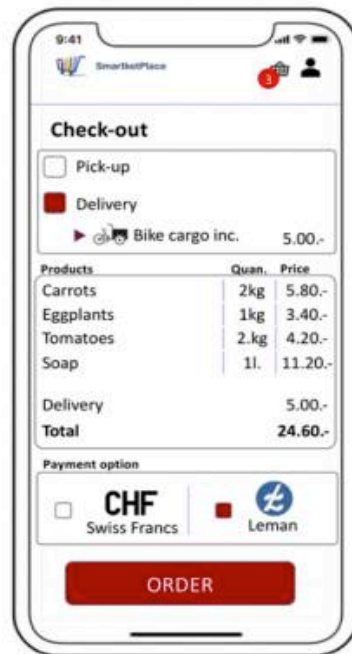 9:41
SmartketPlace
3
Check-out
Pick-up
Delivery
Bike cargo inc. 5.00.-
Products Quan. Price
Carrots 2kg 5.80.-
Eggplants 1kg 3.40.-
Tomatoes 2.kg 4.20.-
Soap 1l. 11.20.-
Delivery 5.00.-
Total 24.60.-
Payment option
CHF
Swiss Francs
Leman
ORDER